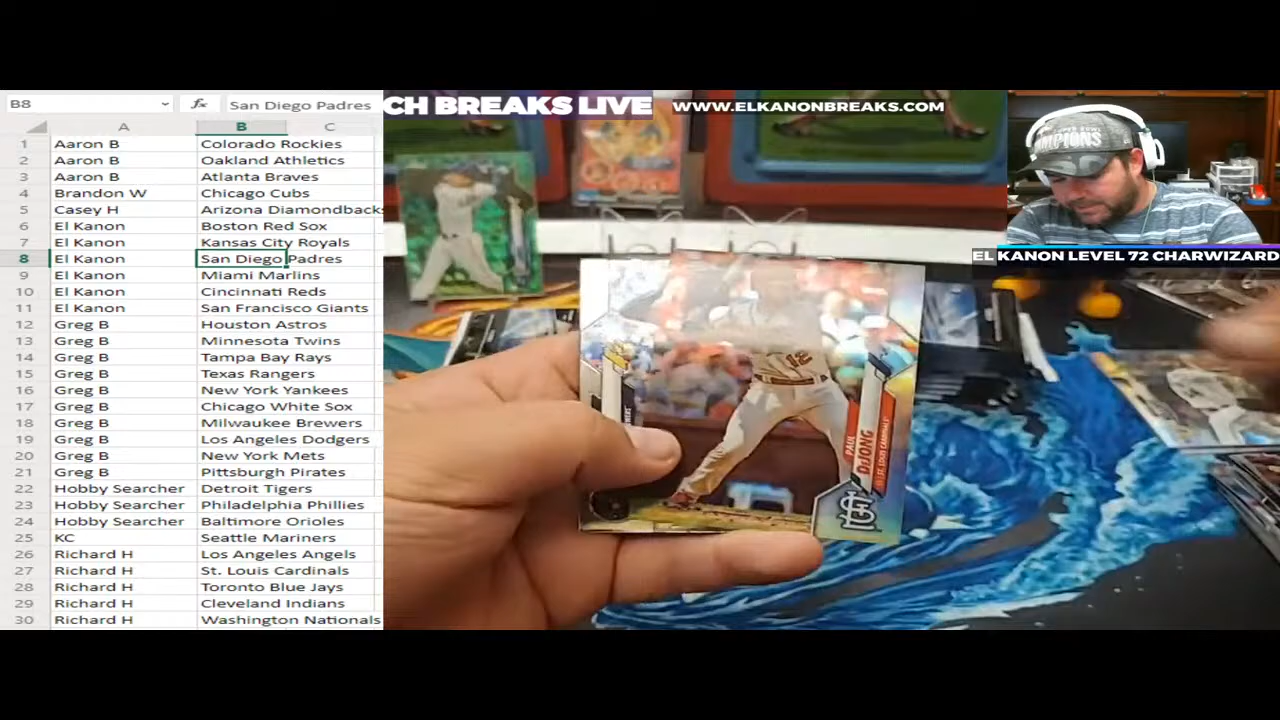 B8 fx San Diego Padres
A B C
1 Aaron B Colorado Rockies
2 Aaron B Oakland Athletics
3 Aaron B Atlanta Braves
4 Brandon W Chicago Cubs
5 Casey H Arizona Diamondbacks
6 El Kanon Boston Red Sox
7 El Kanon Kansas City Royals
8 El Kanon San Diego Padres
9 El Kanon Miami Marlins
10 El Kanon Cincinnati Reds
11 El Kanon San Francisco Giants
12 Greg B Houston Astros
13 Greg B Minnesota Twins
14 Greg B Tampa Bay Rays
15 Greg B Texas Rangers
16 Greg B New York Yankees
17 Greg B Chicago White Sox
18 Greg B Milwaukee Brewers
19 Greg B Los Angeles Dodgers
20 Greg B New York Mets
21 Greg B Pittsburgh Pirates
22 Hobby Searcher Detroit Tigers
23 Hobby Searcher Philadelphia Phillies
24 Hobby Searcher Baltimore Orioles
25 KC Seattle Mariners
26 Richard H Los Angeles Angels
27 Richard H St. Louis Cardinals
28 Richard H Toronto Blue Jays
29 Richard H Cleveland Indians
30 Richard H Washington Nationals
CH BREAKS LIVE
WWW.ELKANONBREAKS.COM
CHAMPIONS
EL KANON LEVEL 72 CHARWIZARD
12
PAUL
DeJONG
ST. LOUIS CARDINALS